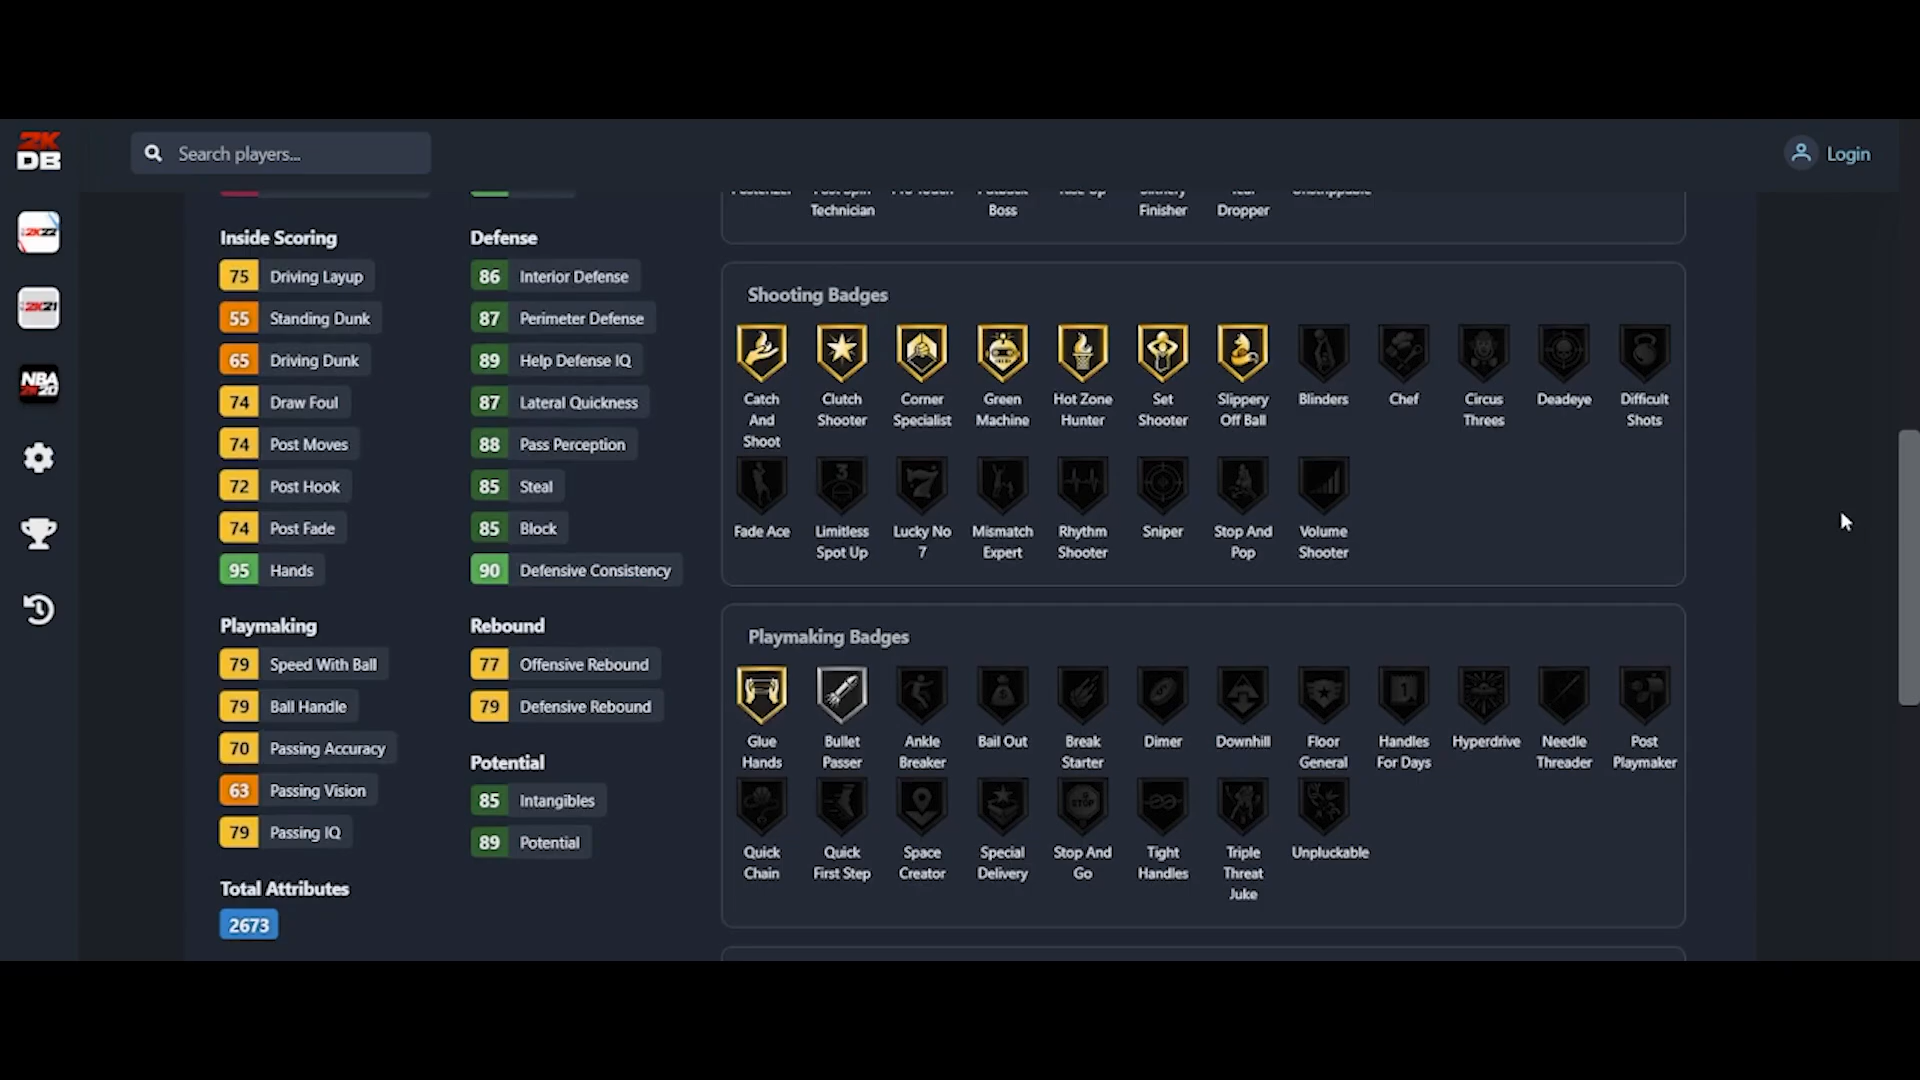 2K
DB
Search players...
Login
2K22
2K21
NBA
2K20
Technician
Boss
Finisher
Dropper
Inside Scoring
75 Driving Layup
55 Standing Dunk
65 Driving Dunk
74 Draw Foul
74 Post Moves
72 Post Hook
74 Post Fade
95 Hands
Playmaking
79 Speed With Ball
79 Ball Handle
70 Passing Accuracy
63 Passing Vision
79 Passing IQ
Total Attributes
2673
Defense
86 Interior Defense
87 Perimeter Defense
89 Help Defense IQ
87 Lateral Quickness
88 Pass Perception
85 Steal
85 Block
90 Defensive Consistency
Rebound
77 Offensive Rebound
79 Defensive Rebound
Potential
85 Intangibles
89 Potential
Shooting Badges
Catch
And
Shoot
Clutch
Shooter
Corner
Specialist
Green
Machine
Hot Zone
Hunter
Set
Shooter
Slippery
Off Ball
Blinders
Chef
Circus
Threes
Deadeye
Difficult
Shots
Fade Ace
Limitless
Spot Up
Lucky No
7
Mismatch
Expert
Rhythm
Shooter
Sniper
Stop And
Pop
Volume
Shooter
Playmaking Badges
Glue
Hands
Bullet
Passer
Ankle
Breaker
Bail Out
Break
Starter
Dimer
Downhill
Floor
General
Handles
For Days
Hyperdrive
Needle
Threader
Post
Playmaker
Quick
Chain
Quick
First Step
Space
Creator
Special
Delivery
STOP
Stop And
Go
Tight
Handles
Triple
Threat
Juke
Unpluckable